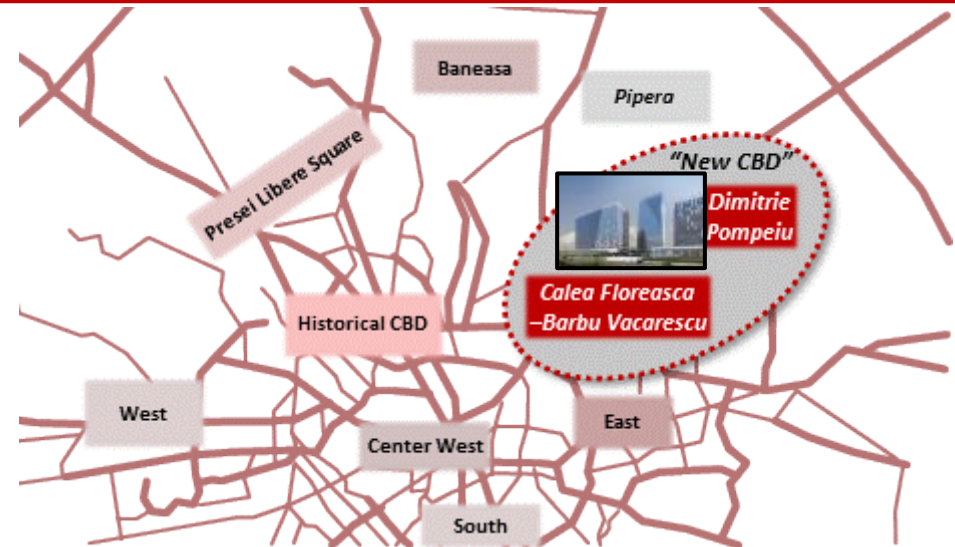 Baneasa
Pipera
Presei Libere Square
“New CBD”
Dimitrie
Pompeiu
Calea Floreasca
–Barbu Vacarescu
Historical CBD
West
East
Center West
South